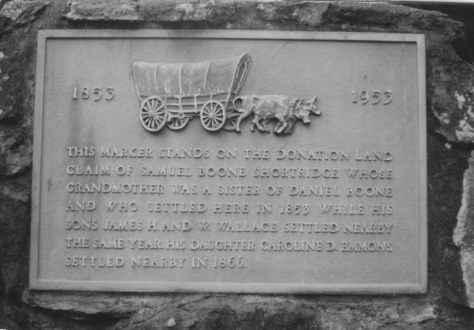 1853 1953
THIS MARKER STANDS ON THE DONATION LAND
CLAIM OF SAMUEL BOONE SHORTRIDGE WHOSE
GRANDMOTHER WAS A SISTER OF DANIEL BOONE
AND WHO SETTLED HERE IN 1853 WHILE HIS
SONS JAMES H. AND W. WALLACE SETTLED NEARBY
THE SAME YEAR. HIS DAUGHTER CAROLINE D. EMMONS
SETTLED NEARBY IN 1866.